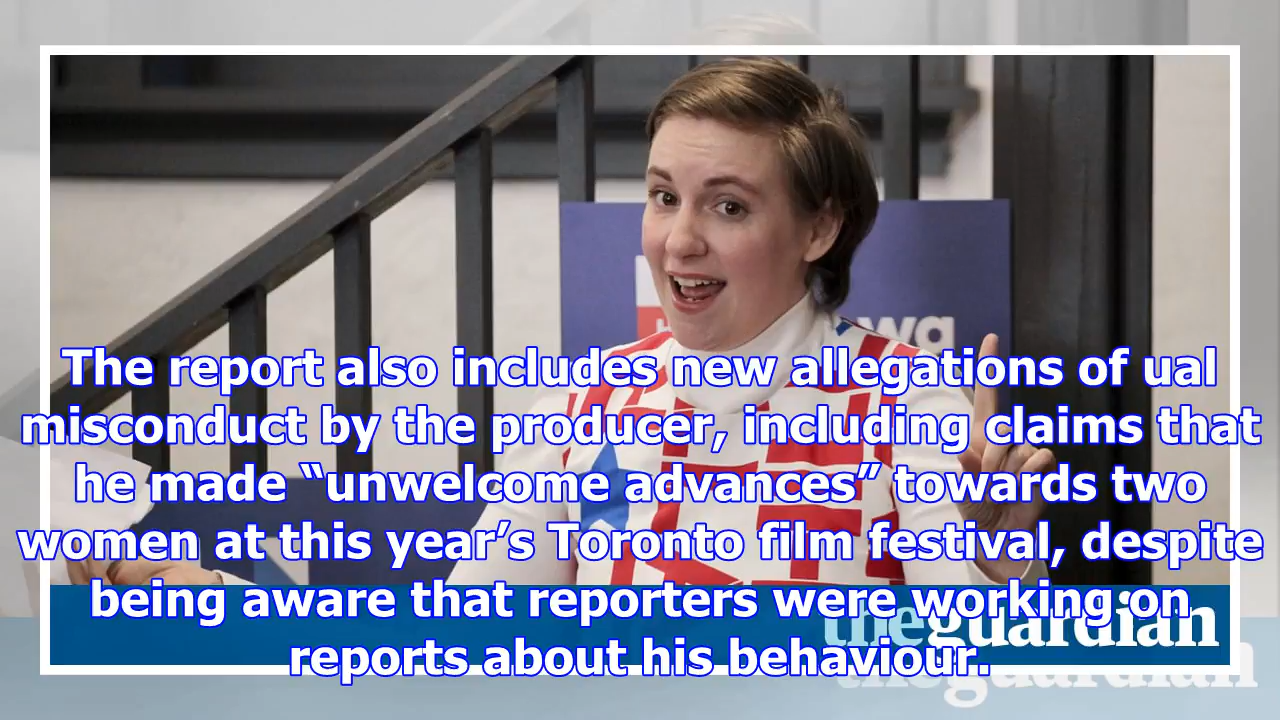 wa
The report also includes new allegations of ual
misconduct by the producer, including claims that
he made “unwelcome advances” towards two
women at this year’s Toronto film festival, despite
being aware that reporters were working on
reports about his behaviour.
theguardian
theguardian